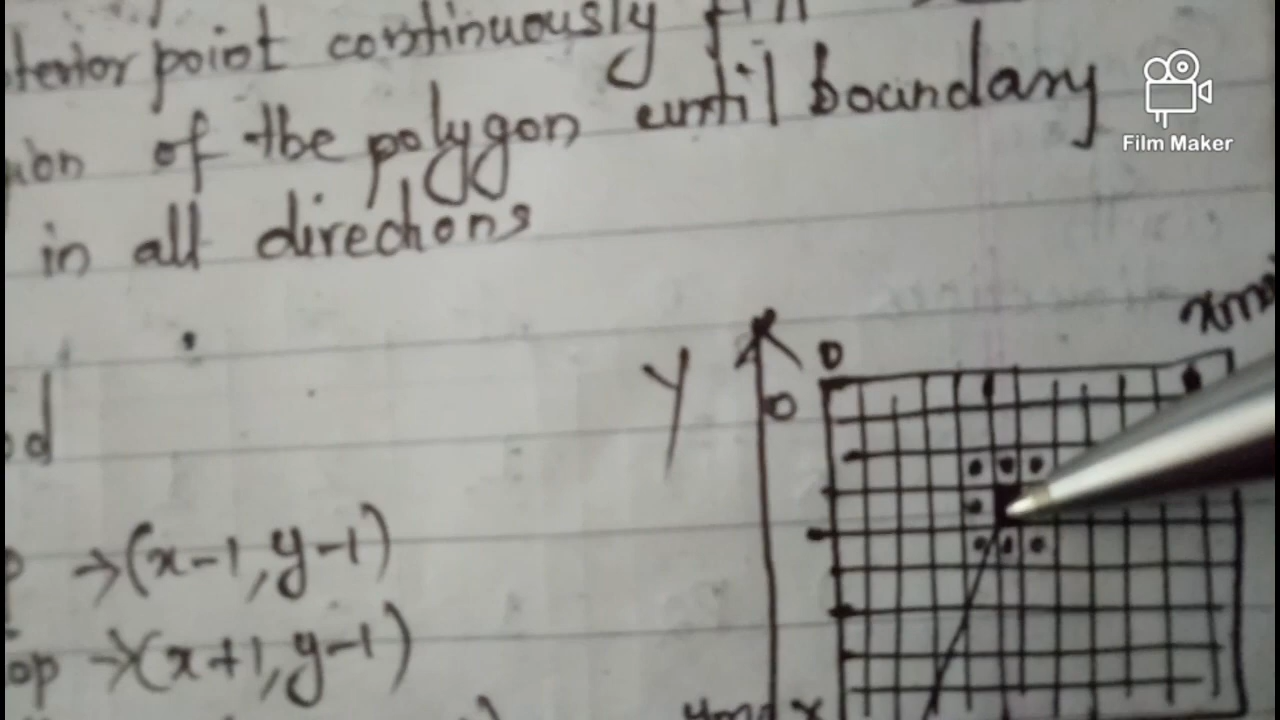 terior point continuously
of the polygon until boundary
in all directions
Film Maker
Y
0
0
→(x-1, y-1)
op →(x+1, y-1)
x